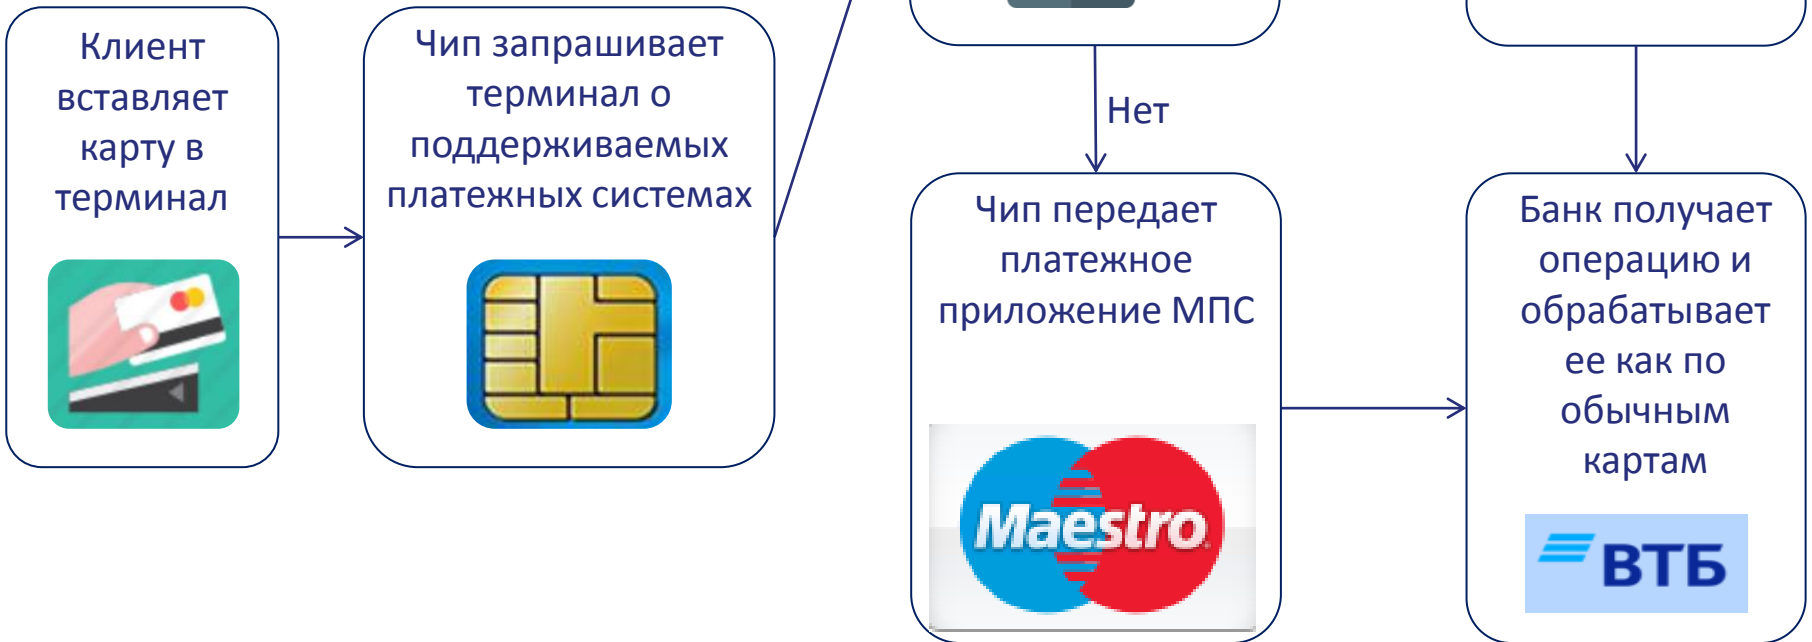 Клиент
вставляет
карту в
терминал
Чип запрашивает
терминал о
поддерживаемых
платежных системах
Нет
Чип передает
платежное
приложение МПС
Maestro
Банк получает
операцию и
обрабатывает
ее как по
обычным
картам
ВТБ